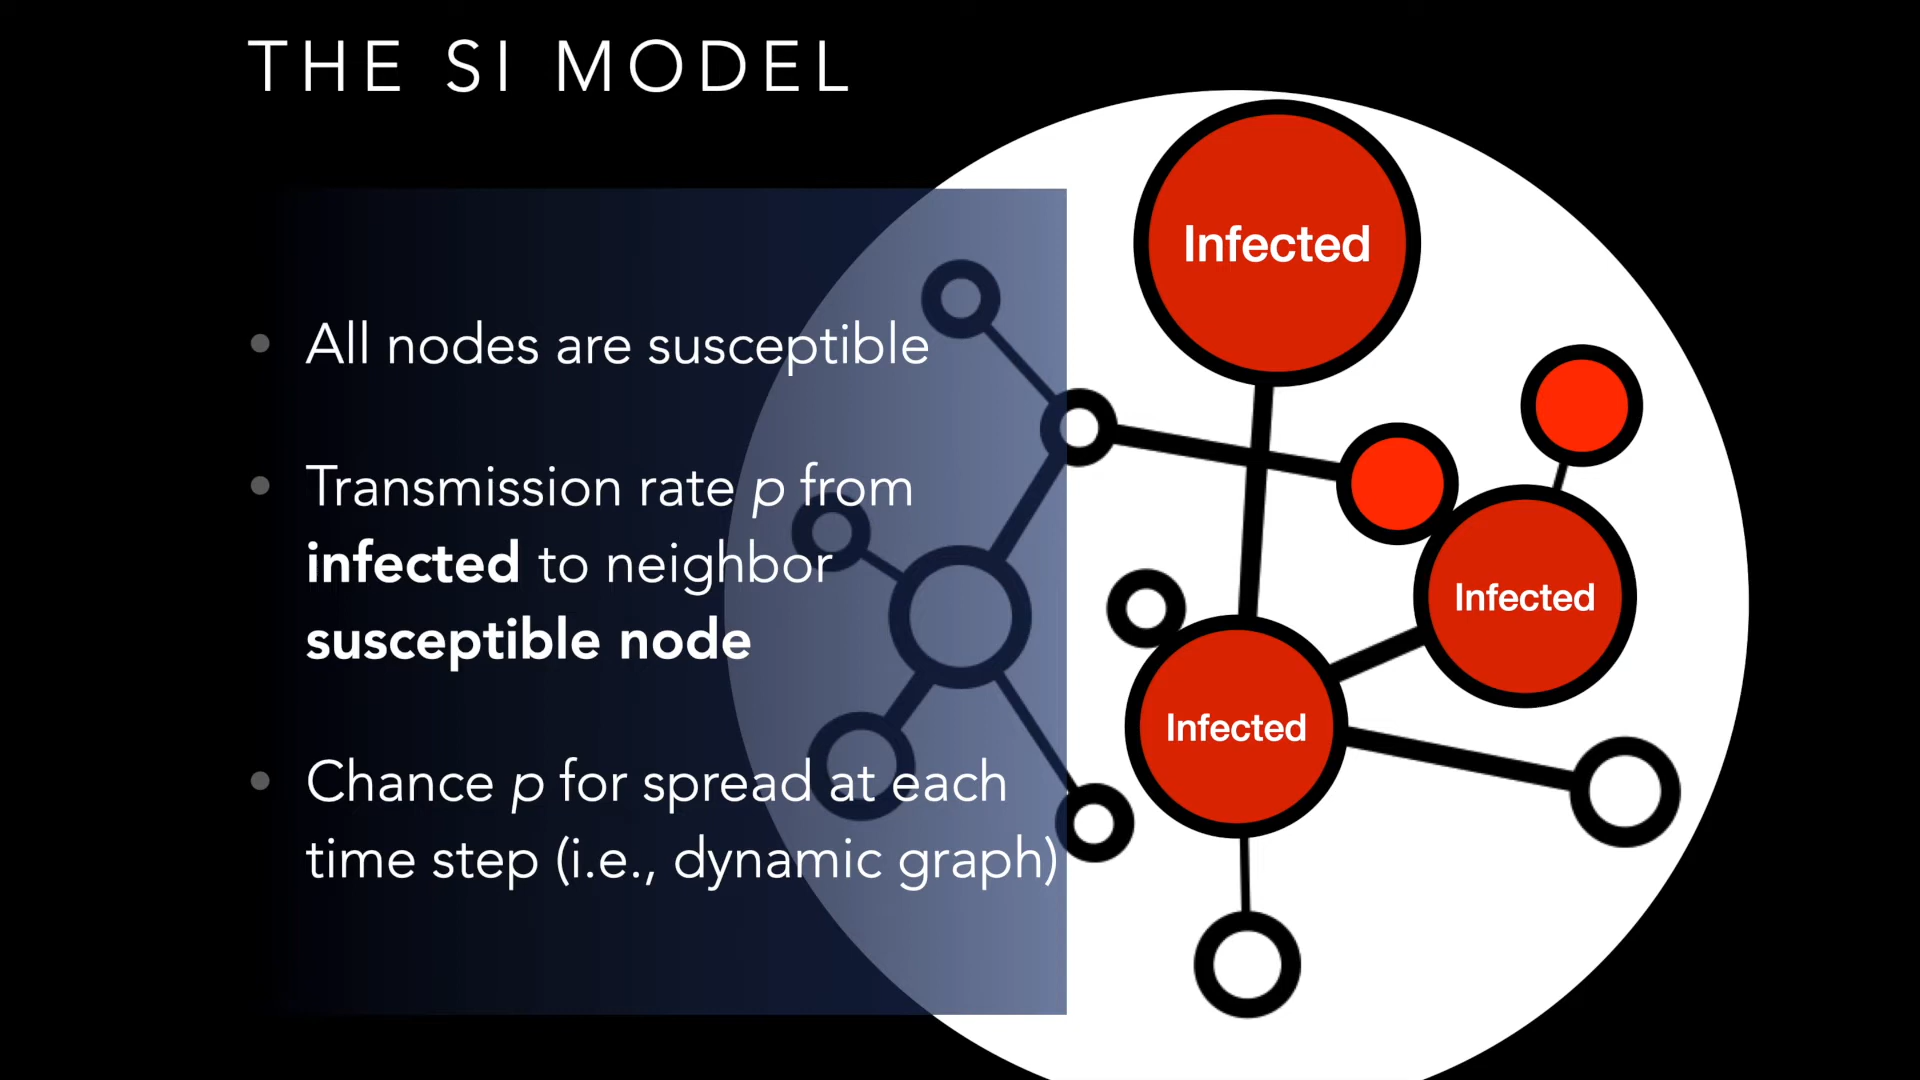 THE SI MODEL
• All nodes are susceptible
• Transmission rate p from
infected to neighbor
susceptible node
• Chance p for spread at each
time step (i.e., dynamic graph)
Infected
Infected
Infected